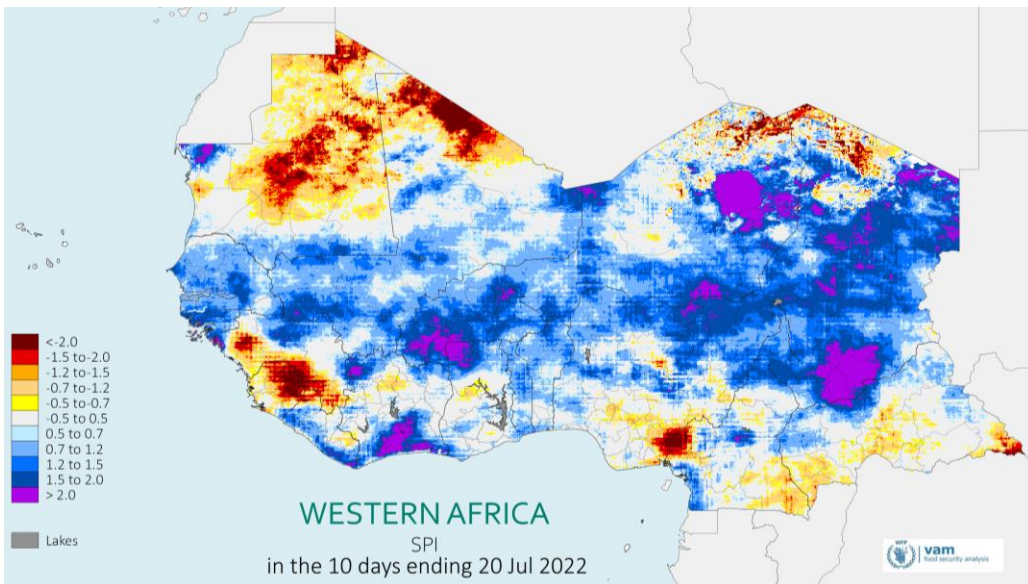 <-2.0
-1.5 to-2.0
-1.2 to-1.5
-0.7 to-1.2
-0.5 to-0.7
-0.5 to 0.5
0.5 to 0.7
0.7 to 1.2
1.2 to 1.5
1.5 to 2.0
> 2.0
Lakes
WESTERN AFRICA
SPI
in the 10 days ending 20 Jul 2022
WFP
vam
food security analysis